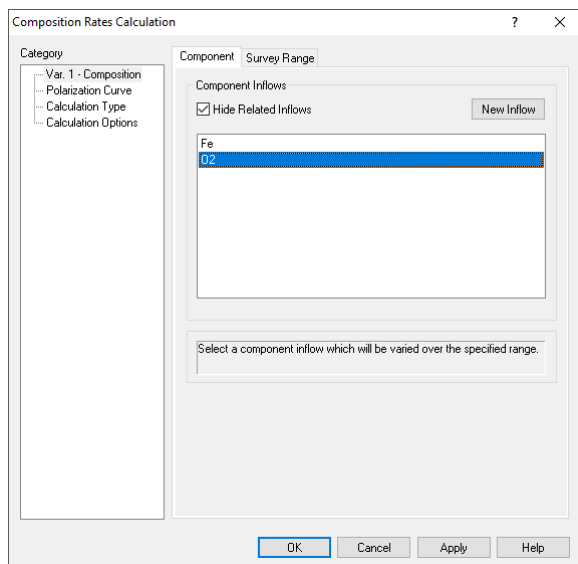 Composition Rates Calculation
Category
Var. 1 - Composition
Polarization Curve
Calculation Type
Calculation Options
Component
Survey Range
Component Inflows
Hide Related Inflows
New Inflow
Fe
O2
Select a component inflow which will be varied over the specified range.
OK
Cancel
Apply
Help